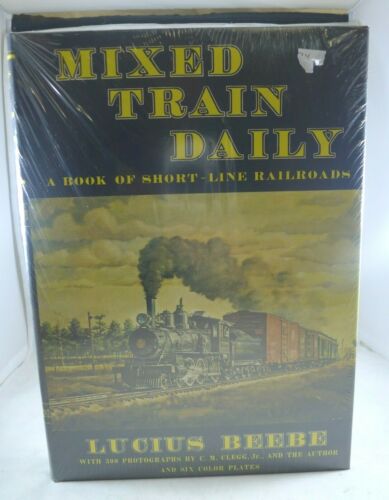 MIXED
TRAIN
DAILY
A BOOK OF SHORT-LINE RAILROADS
LUCIUS BEEBE
WITH 300 PHOTOGRAPHS BY C. M. CLEGG, Jr., AND THE AUTHOR
AND SIX COLOR PLATES